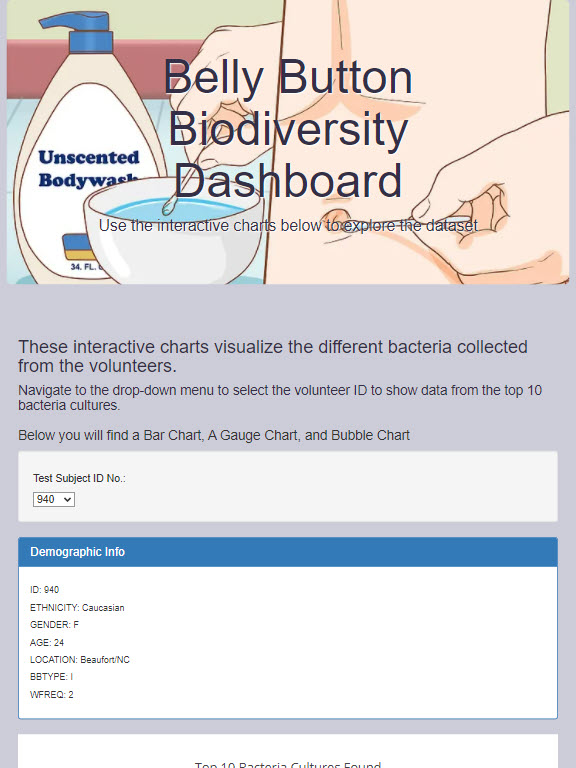 Belly Button
Biodiversity
Dashboard
Unscented
Bodywash
Use the interactive charts below to explore the dataset
34. FL.
These interactive charts visualize the different bacteria collected
from the volunteers.
Navigate to the drop-down menu to select the volunteer ID to show data from the top 10
bacteria cultures.
Below you will find a Bar Chart, A Gauge Chart, and Bubble Chart
Test Subject ID No.:
940
Demographic Info
ID: 940
ETHNICITY: Caucasian
GENDER: F
AGE: 24
LOCATION: Beaufort/NC
BBTYPE: I
WFREQ: 2
Top 10 Bacteria Cultures Found